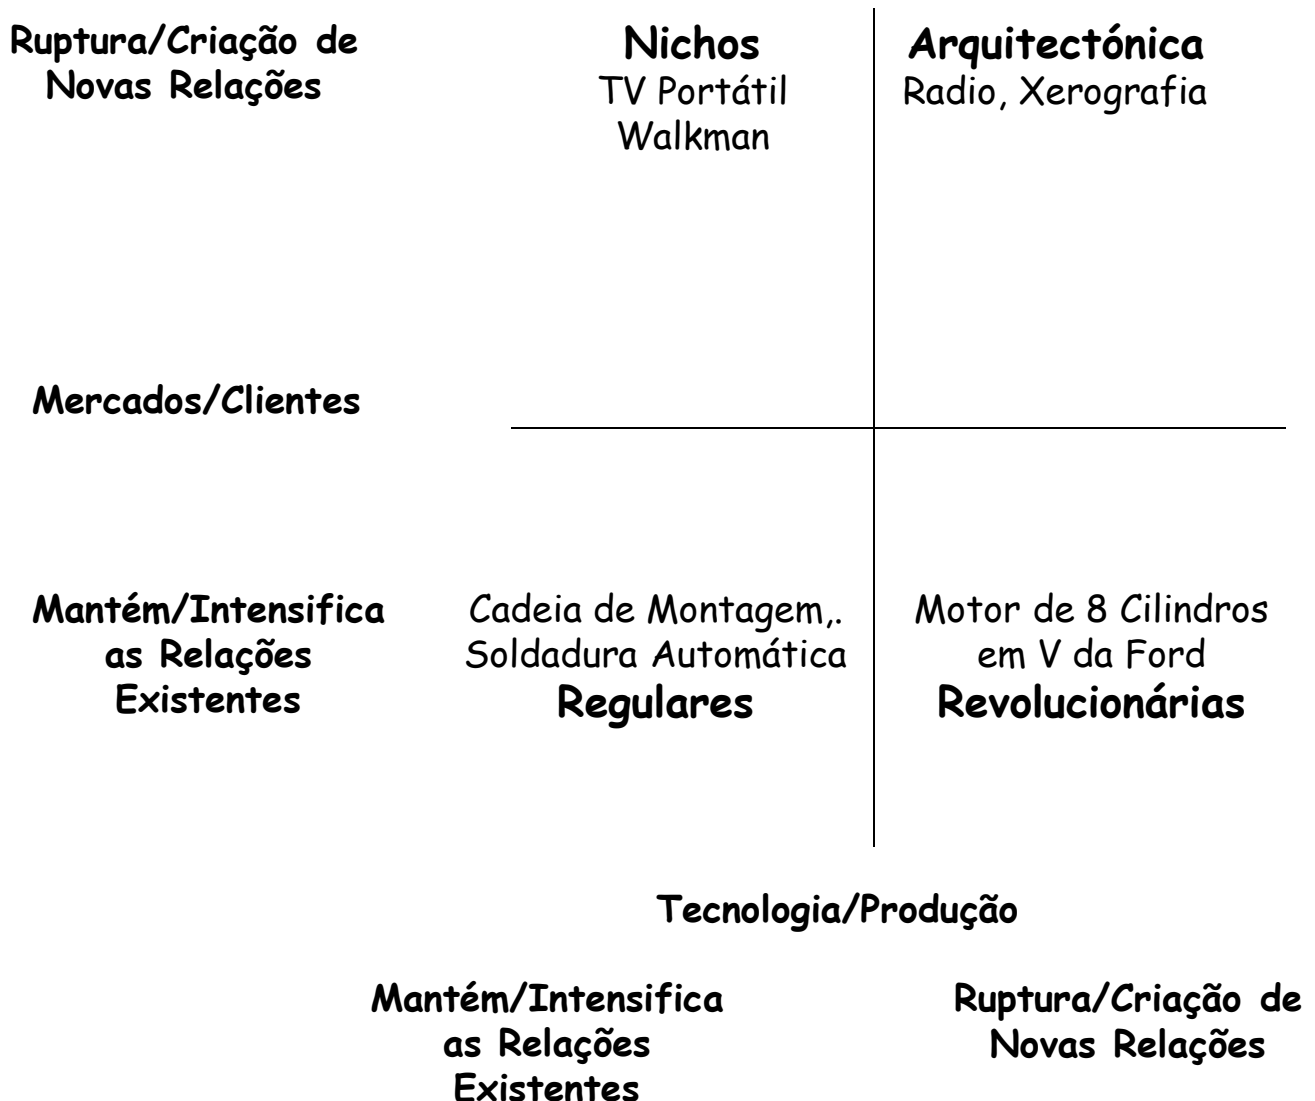 Ruptura/Criação de
Novas Relações
Nichos
TV Portátil
Walkman
Arquitectónica
Radio, Xerografia
Mercados/Clientes
Mantém/Intensifica
as Relações
Existentes
Cadeia de Montagem,.
Soldadura Automática
Regulares
Motor de 8 Cilindros
em V da Ford
Revolucionárias
Tecnologia/Produção
Mantém/Intensifica
as Relações
Existentes
Ruptura/Criação de
Novas Relações